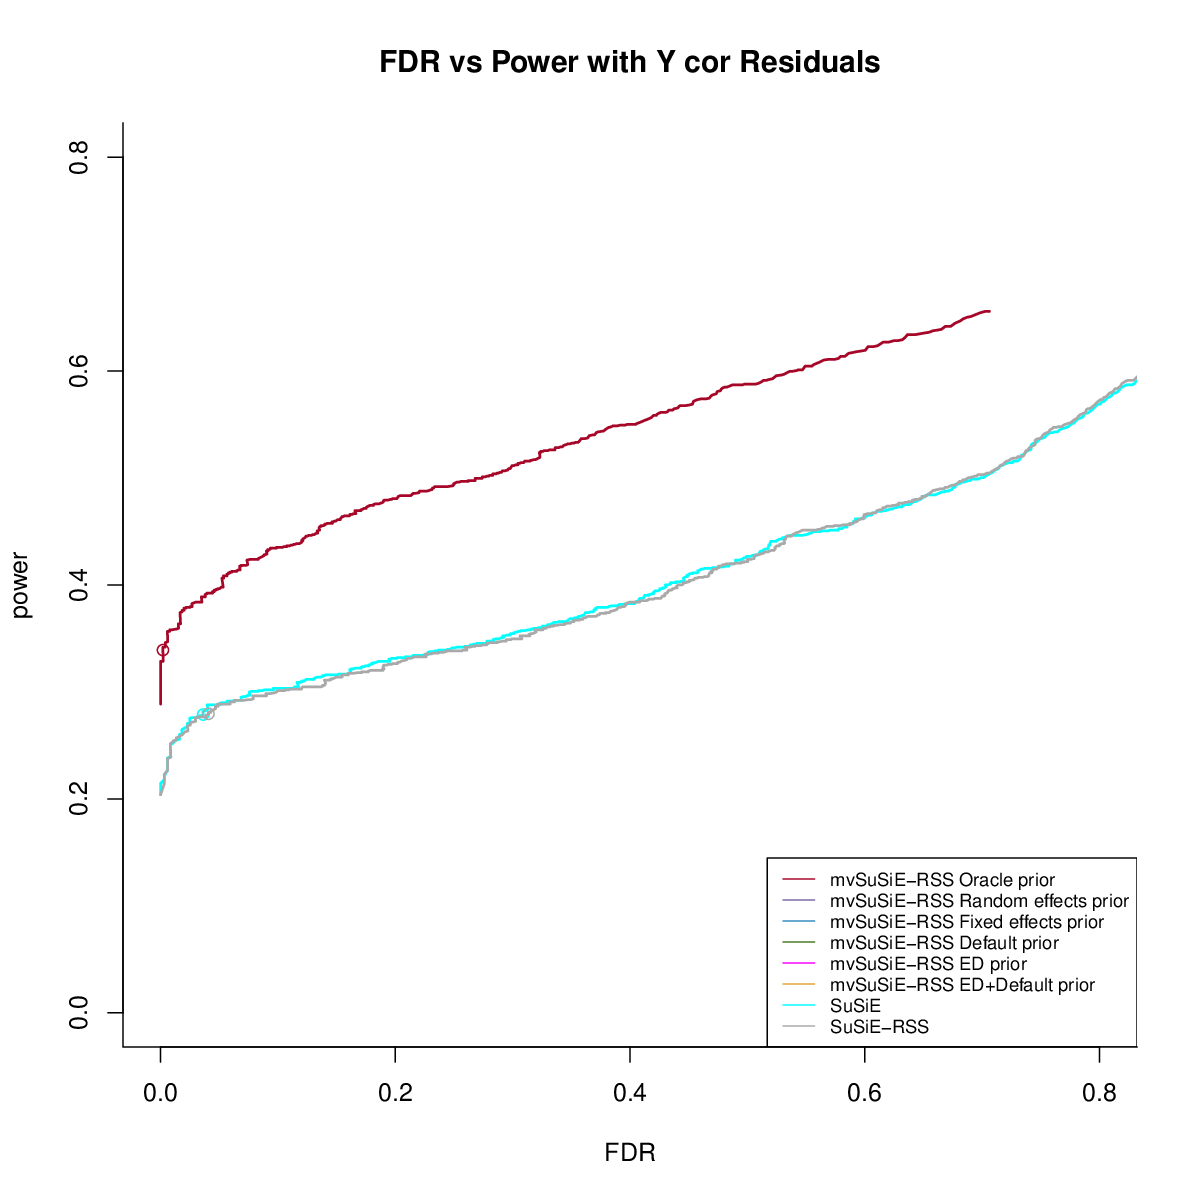 FDR vs Power with Y cor Residuals
power
0.8
0.6
0.4
0.2
0.0
mvSuSiE−RSS Oracle prior
mvSuSiE−RSS Random effects prior
mvSuSiE−RSS Fixed effects prior
mvSuSiE−RSS Default prior
mvSuSiE−RSS ED prior
mvSuSiE−RSS ED+Default prior
SuSiE
SuSiE−RSS
0.0 0.2 0.4 0.6 0.8
FDR